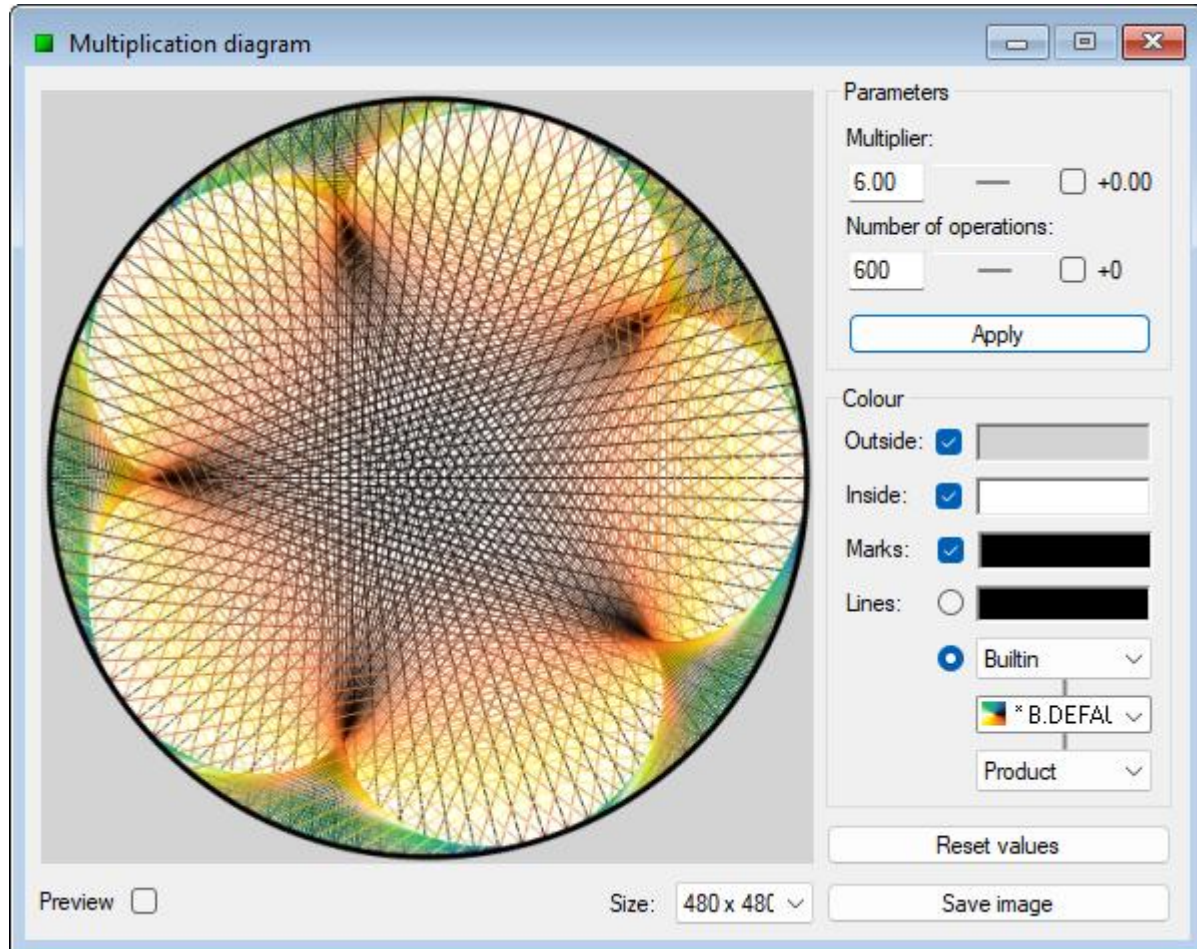 Multiplication diagram
Parameters
Multiplier:
6.00 +0.00
Number of operations:
600 +0
Apply
Colour
Outside:
Inside:
Marks:
Lines:
Builtin
* B.DEFAL
Product
Reset values
Preview Size: 480 x 480 Save image